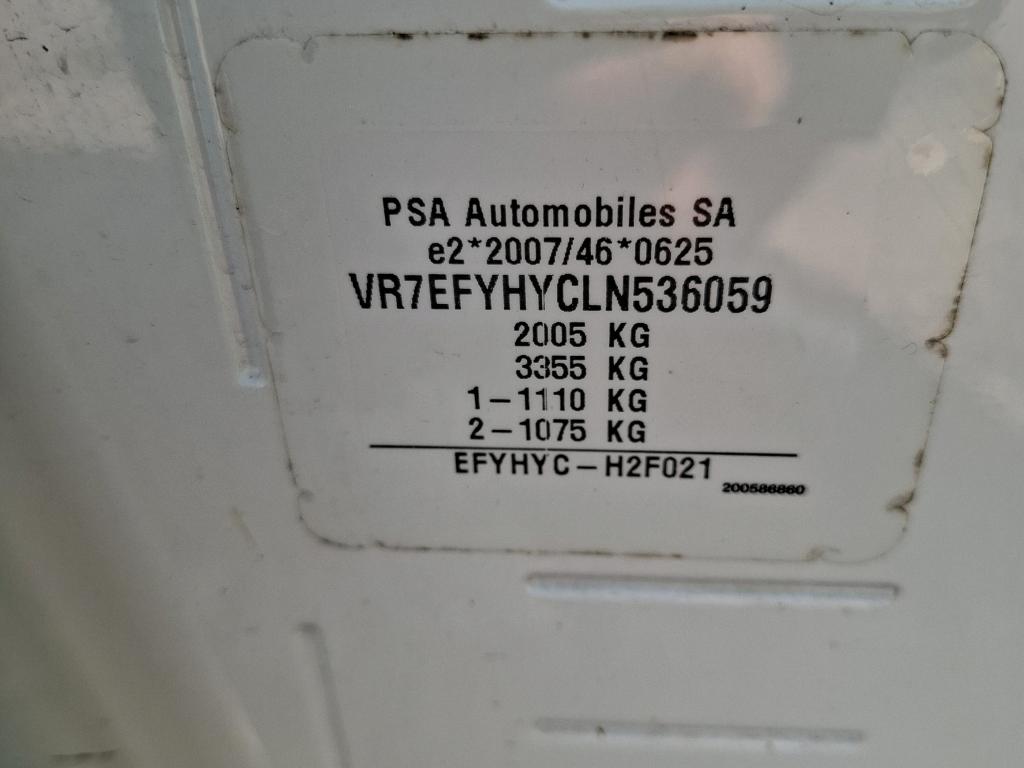 PSA Automobiles SA
e2*2007/46*0625
VR7EFYHYCLN536059
2005 KG
3355 KG
1-1110 KG
2-1075 KG
EFYHYC-H2F021
200586860